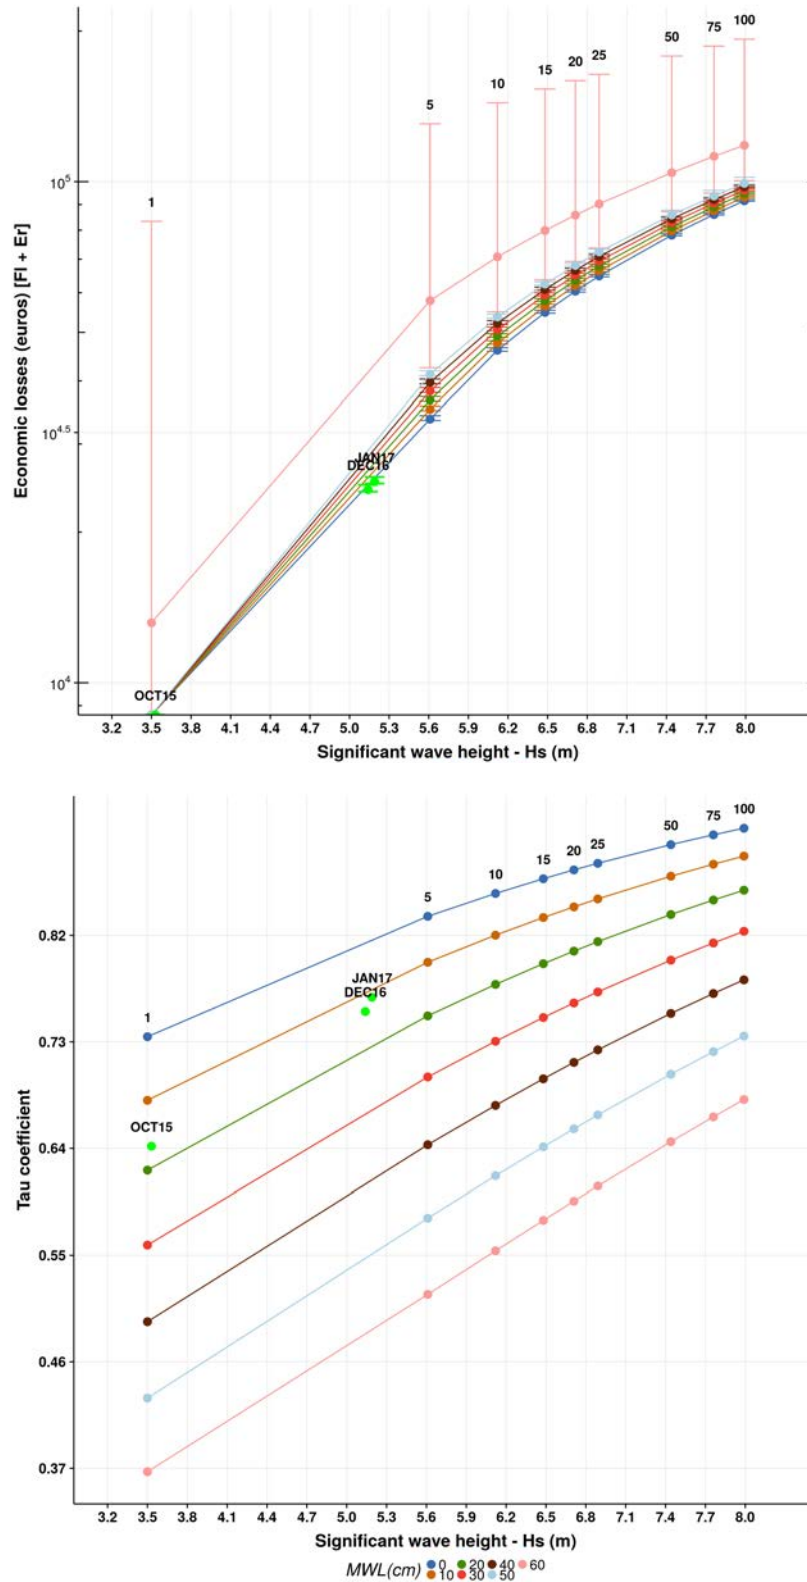 100
75
50
25
20
15
10
5
1
10^5
10^4.5
10^4
Economic losses (euros) [Fl + Er]
JAN17
DEC16
OCT15
3.2 3.5 3.8 4.1 4.4 4.7 5.0 5.3 5.6 5.9 6.2 6.5 6.8 7.1 7.4 7.7 8.0
Significant wave height - Hs (m)
100
75
50
25
20
15
10
5
1
0.82
0.73
0.64
0.55
0.46
0.37
Tau coefficient
JAN17
DEC16
OCT15
3.2 3.5 3.8 4.1 4.4 4.7 5.0 5.3 5.6 5.9 6.2 6.5 6.8 7.1 7.4 7.7 8.0
Significant wave height - Hs (m)
MWL(cm) 0 20 40 60
10 30 50